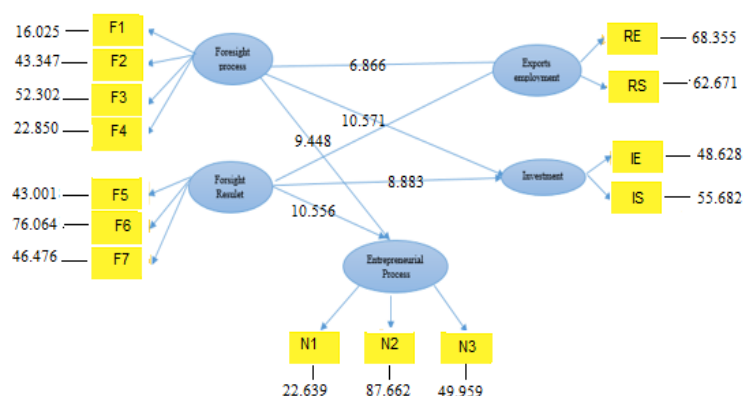 16.025 F1
43.347 F2
52.302 F3
22.850 F4
Foresight
process
6.866
Exports
employment
RE 68.355
RS 62.671
10.571
9.448
43.001 F5
76.064 F6
46.476 F7
Forsight
Resulet
8.883
10.556
Investment
IE 48.628
IS 55.682
Entrepreneurial
Process
N1 N2 N3
22.639 87.662 49.959